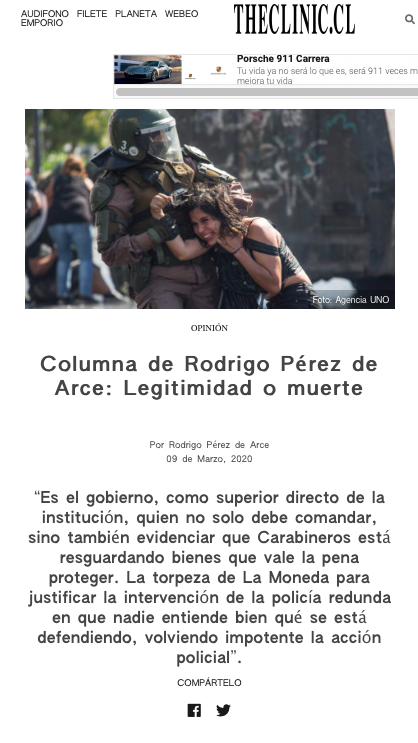 AUDIFONO FILETE PLANETA WEBEO
EMPORIO
THECLINIC.CL
Porsche 911 Carrera
Tu vida ya no será lo que es, será 911 veces m
mejora tu vida
3
Foto: Agencia UNO
OPINIÓN
Columna de Rodrigo Pérez de
Arce: Legitimidad o muerte
Por Rodrigo Pérez de Arce
09 de Marzo, 2020
“Es el gobierno, como superior directo de la
institución, quien no solo debe comandar,
sino también evidenciar que Carabineros está
resguardando bienes que vale la pena
proteger. La torpeza de La Moneda para
justificar la intervención de la policía redunda
en que nadie entiende bien qué se está
defendiendo, volviendo impotente la acción
policial”.
COMPÁRTELO